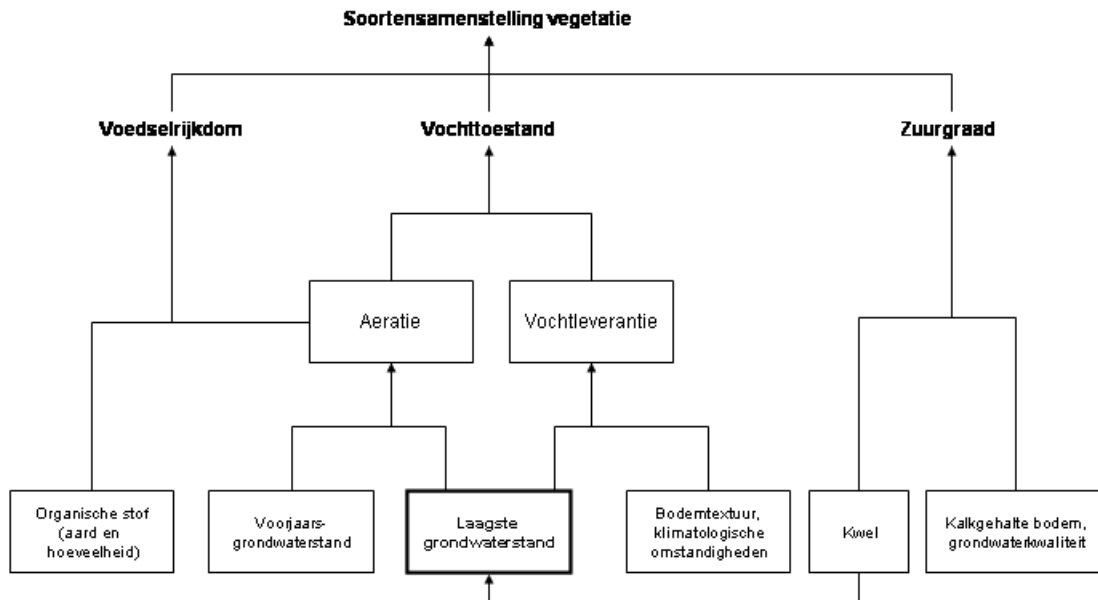 Soortensamenstelling vegetatie
Voedselrijkdom
Vochttoestand
Zuurgraad
Aeratie
Vochtleverantie
Organische stof
(aard en
hoeveelheid)
Voorjaars-
grondwaterstand
Laagste
grondwaterstand
Bodemtextuur,
klimatologische
omstandigheden
Kwel
Kalkgehalte bodem,
grondwaterkwaliteit